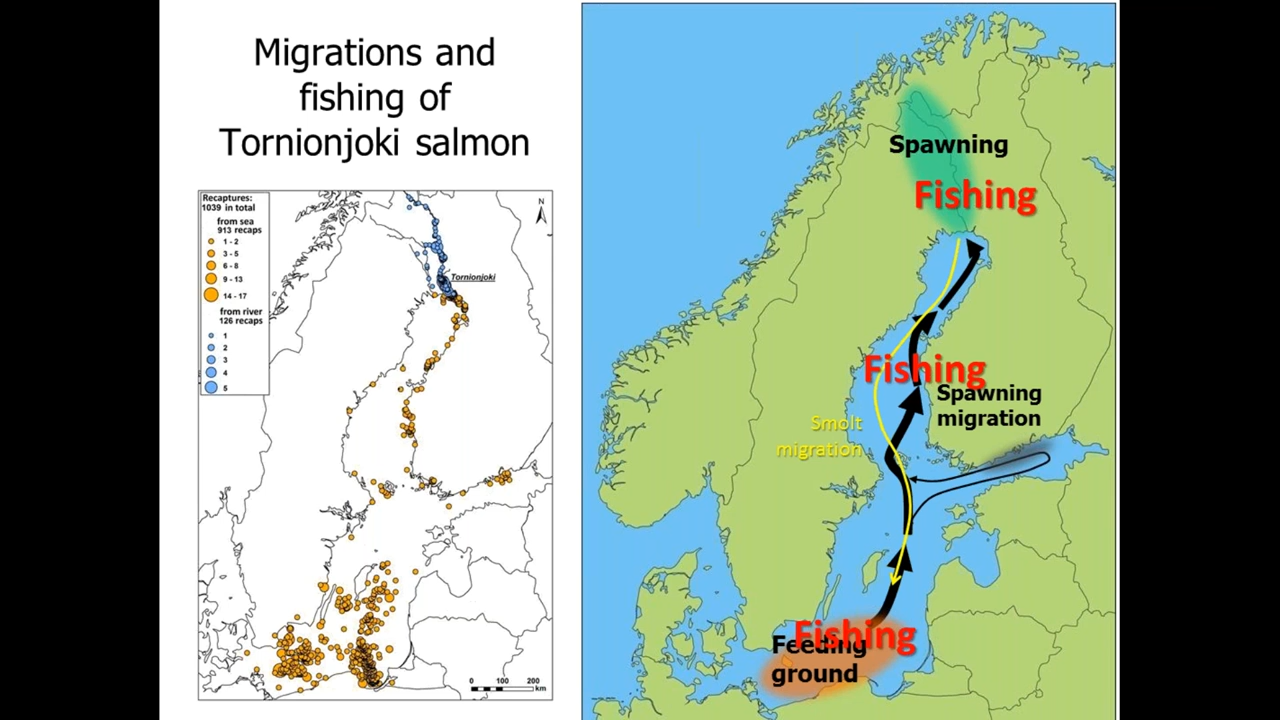 Migrations and
fishing of
Tornionjoki salmon
Recaptures:
1039 in total
from sea
913 recaps
1 - 2
3 - 5
6 - 8
9 - 13
14 - 17
from river
126 recaps
1
2
3
4
5
N
Tornionjoki
0 100 200
km
Spawning
Fishing
Fishing
Spawning
migration
Smolt
migration
Fishing
Feeding
ground